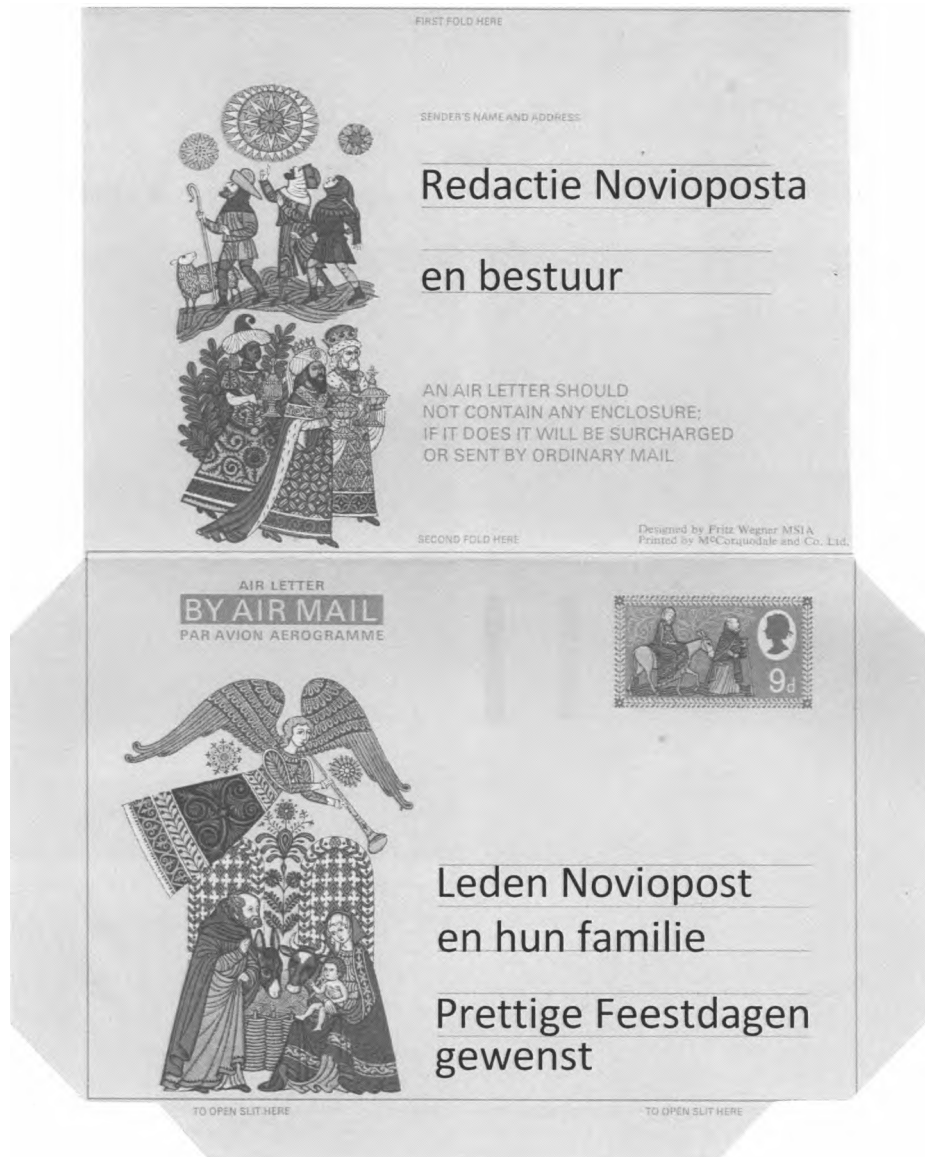 FIRST FOLD HERE
SENDER'S NAME AND ADDRESS
Redactie Novioposta
en bestuur
AN AIR LETTER SHOULD
NOT CONTAIN ANY ENCLOSURE;
IF IT DOES IT WILL BE SURCHARGED
OR SENT BY ORDINARY MAIL
Designed by Fritz Wegner MSIA
Printed by McCorquodale and Co. Ltd.
SECOND FOLD HERE
AIR LETTER
BY AIR MAIL
PAR AVION AEROGRAMME
9d
Leden Noviopost
en hun familie
Prettige Feestdagen
gewenst
TO OPEN SLIT HERE
TO OPEN SLIT HERE